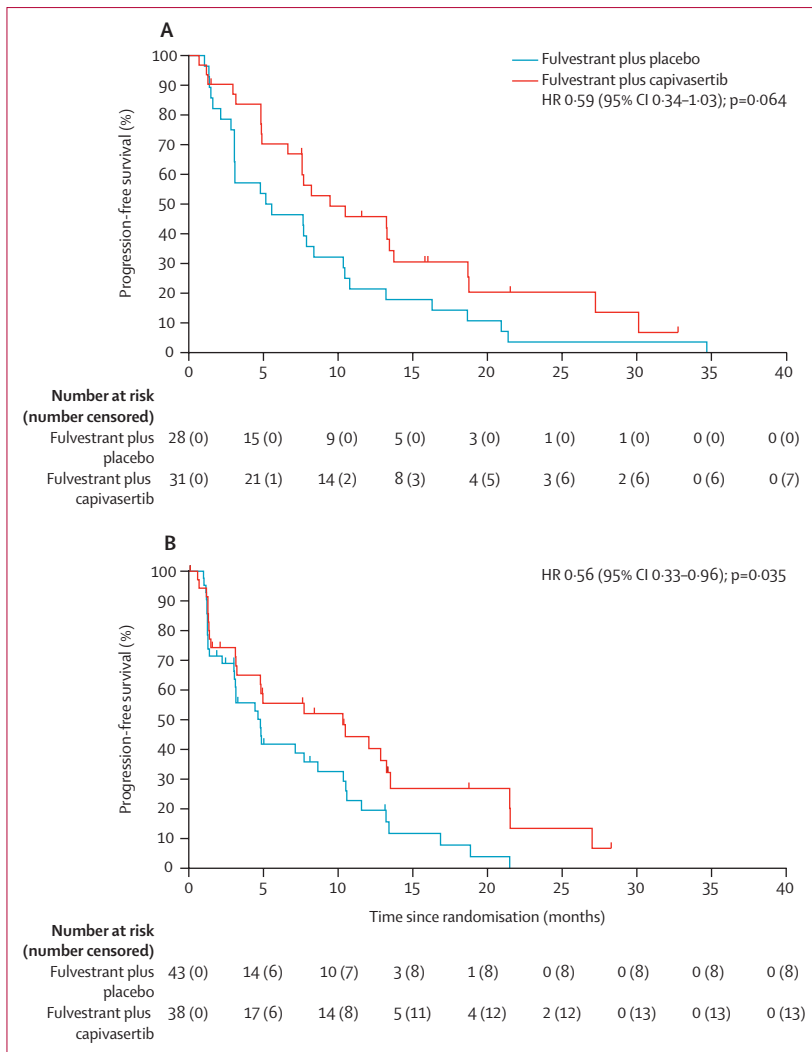 A
Fulvestrant plus placebo
Fulvestrant plus capivasertib
HR 0·59 (95% CI 0·34–1·03); p=0·064
Progression-free survival (%)
100
90
80
70
60
50
40
30
20
10
0
0 5 10 15 20 25 30 35 40
Number at risk
(number censored)
Fulvestrant plus
placebo
28 (0) 15 (0) 9 (0) 5 (0) 3 (0) 1 (0) 1 (0) 0 (0) 0 (0)
Fulvestrant plus
capivasertib
31 (0) 21 (1) 14 (2) 8 (3) 4 (5) 3 (6) 2 (6) 0 (6) 0 (7)
B
HR 0·56 (95% CI 0·33–0·96); p=0·035
Progression-free survival (%)
100
90
80
70
60
50
40
30
20
10
0
0 5 10 15 20 25 30 35 40
Time since randomisation (months)
Number at risk
(number censored)
Fulvestrant plus
placebo
43 (0) 14 (6) 10 (7) 3 (8) 1 (8) 0 (8) 0 (8) 0 (8) 0 (8)
Fulvestrant plus
capivasertib
38 (0) 17 (6) 14 (8) 5 (11) 4 (12) 2 (12) 0 (13) 0 (13) 0 (13)